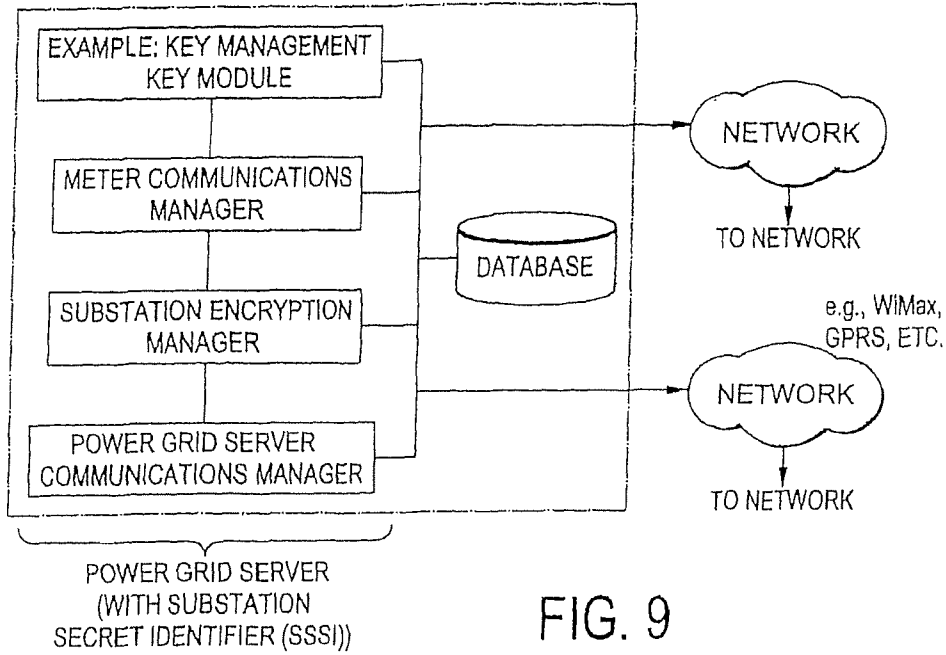 EXAMPLE: KEY MANAGEMENT
KEY MODULE
METER COMMUNICATIONS
MANAGER
SUBSTATION ENCRYPTION
MANAGER
POWER GRID SERVER
COMMUNICATIONS MANAGER
DATABASE
NETWORK
TO NETWORK
e.g., WiMax,
GPRS, ETC.
NETWORK
TO NETWORK
POWER GRID SERVER
(WITH SUBSTATION
SECRET IDENTIFIER (SSSI))
FIG. 9